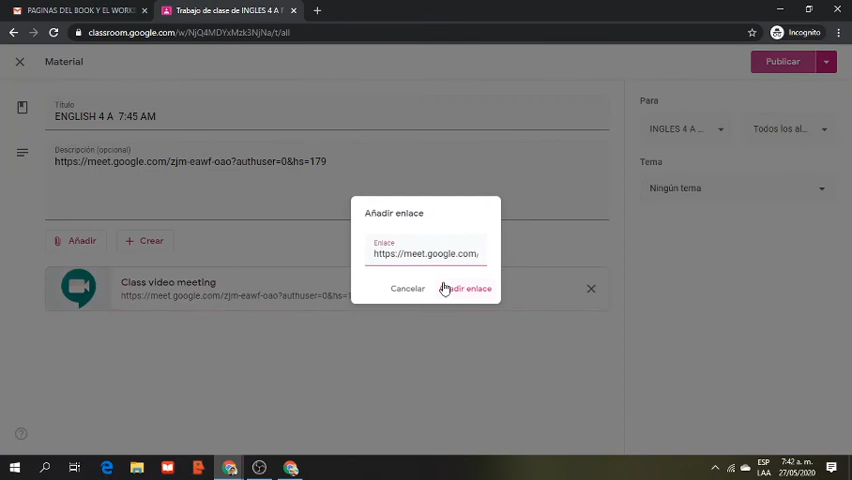 PAGINAS DEL BOOK Y EL WORK
Trabajo de clase de INGLES 4 A
classroom.google.com/w/NjQ4MDYxMzk3NjNa/t/all
Incognito
Material
Publicar
Título
ENGLISH 4 A 7:45 AM
Descripción (opcional)
https://meet.google.com/zjm-eawf-oao?authuser=0&hs=179
Añadir
Crear
Class video meeting
https://meet.google.com/zjm-eawf-oao?authuser=0&hs=1
Para
INGLES 4 A ...
Todos los al...
Tema
Ningún tema
Añadir enlace
Enlace
https://meet.google.com/
Cancelar
enlace
ESP
LAA
7:42 a. m.
27/05/2020